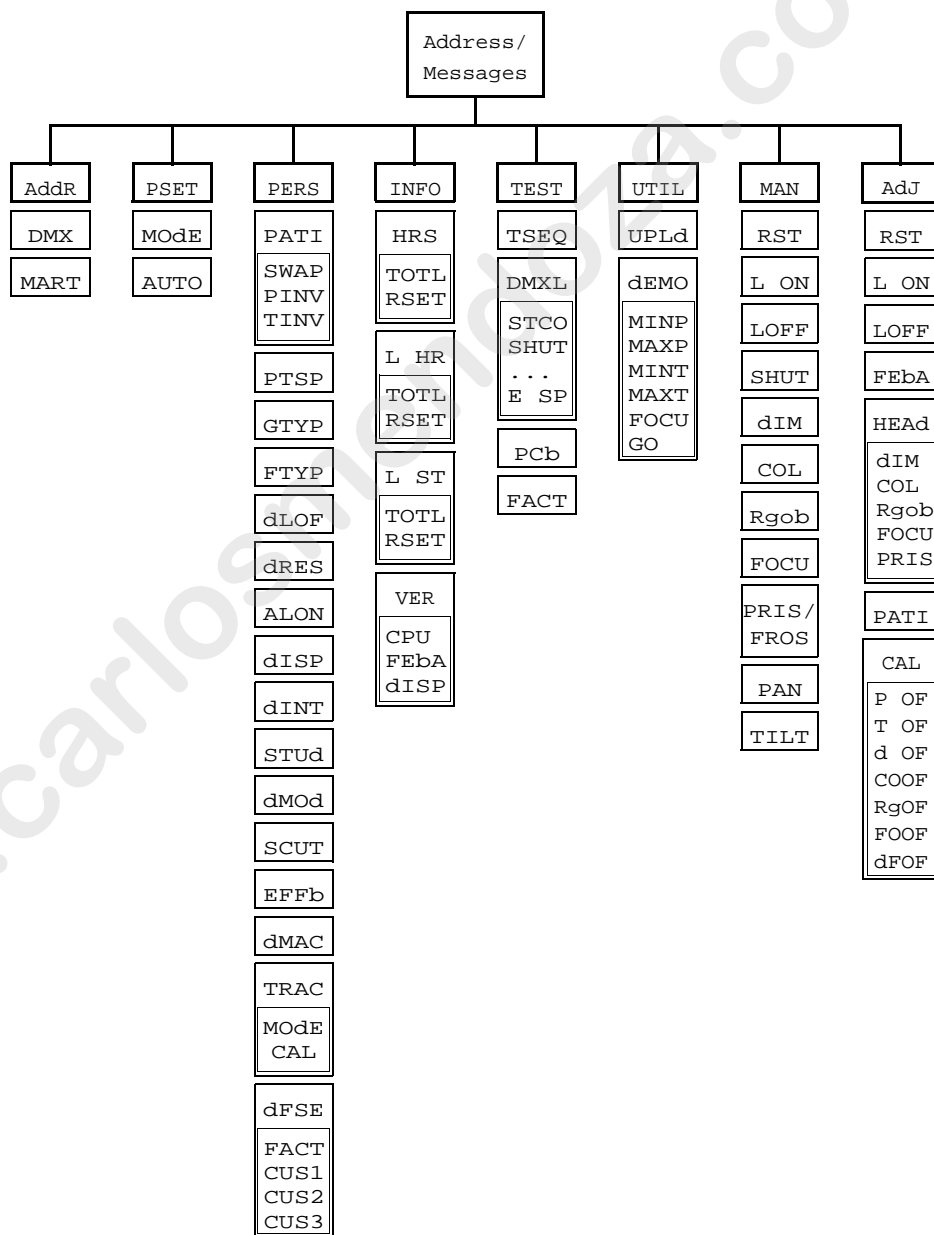 Address/
Messages
AddR
DMX
MART
PSET
MOdE
AUTO
PERS
PATI
SWAP
PINV
TINV
PTSP
GTYP
FTYP
dLOF
dRES
ALON
dISP
dINT
STUd
dMOd
SCUT
EFFb
dMAC
TRAC
MOdE
CAL
dFSE
FACT
CUS1
CUS2
CUS3
INFO
HRS
TOTL
RSET
L HR
TOTL
RSET
L ST
TOTL
RSET
VER
CPU
FEbA
dISP
TEST
TSEQ
DMXL
STCO
SHUT
...
E SP
PCb
FACT
UTIL
UPLd
dEMO
MINP
MAXP
MINT
MAXT
FOCU
GO
MAN
RST
L ON
LOFF
SHUT
dIM
COL
Rgob
FOCU
PRIS/
FROS
PAN
TILT
AdJ
RST
L ON
LOFF
FEbA
HEAd
dIM
COL
Rgob
FOCU
PRIS
PATI
CAL
P OF
T OF
d OF
COOF
RgOF
FOOF
dFOF
.carlosmendoza.co